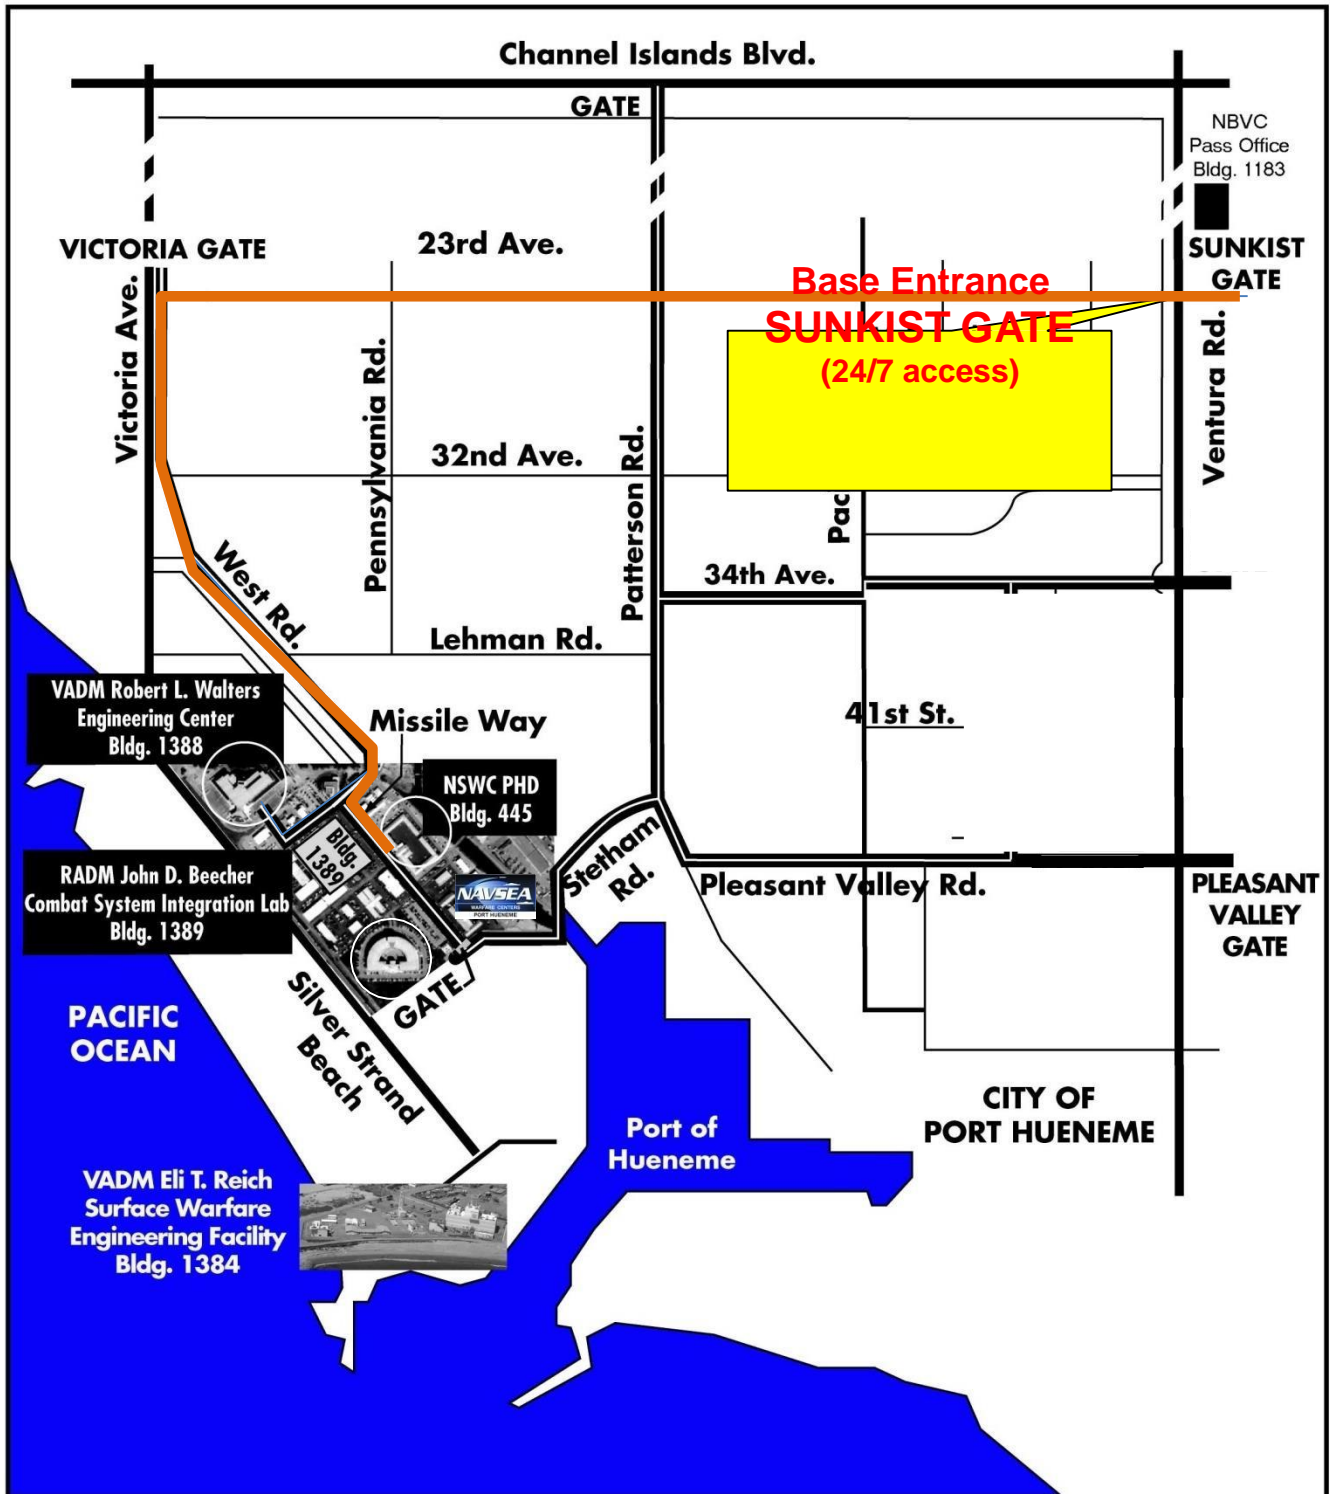 Channel Islands Blvd.
GATE
NBVC
Pass Office
Bldg. 1183
VICTORIA GATE
23rd Ave.
SUNKIST
GATE
Base Entrance
SUNKIST GATE
(24/7 access)
Victoria Ave.
Pennsylvania Rd.
32nd Ave.
Patterson Rd.
Pac
Ventura Rd.
West Rd.
34th Ave.
Lehman Rd.
VADM Robert L. Walters
Engineering Center
Bldg. 1388
Missile Way
41st St.
NSWC PHD
Bldg. 445
Bldg.
1389
RADM John D. Beecher
Combat System Integration Lab
Bldg. 1389
NAVSEA
WARFARE CENTERS
PORT HUENEME
Stetham
Rd.
Pleasant Valley Rd.
PLEASANT
VALLEY
GATE
GATE
Silver Strand
Beach
PACIFIC
OCEAN
CITY OF
PORT HUENEME
Port of
Hueneme
VADM Eli T. Reich
Surface Warfare
Engineering Facility
Bldg. 1384